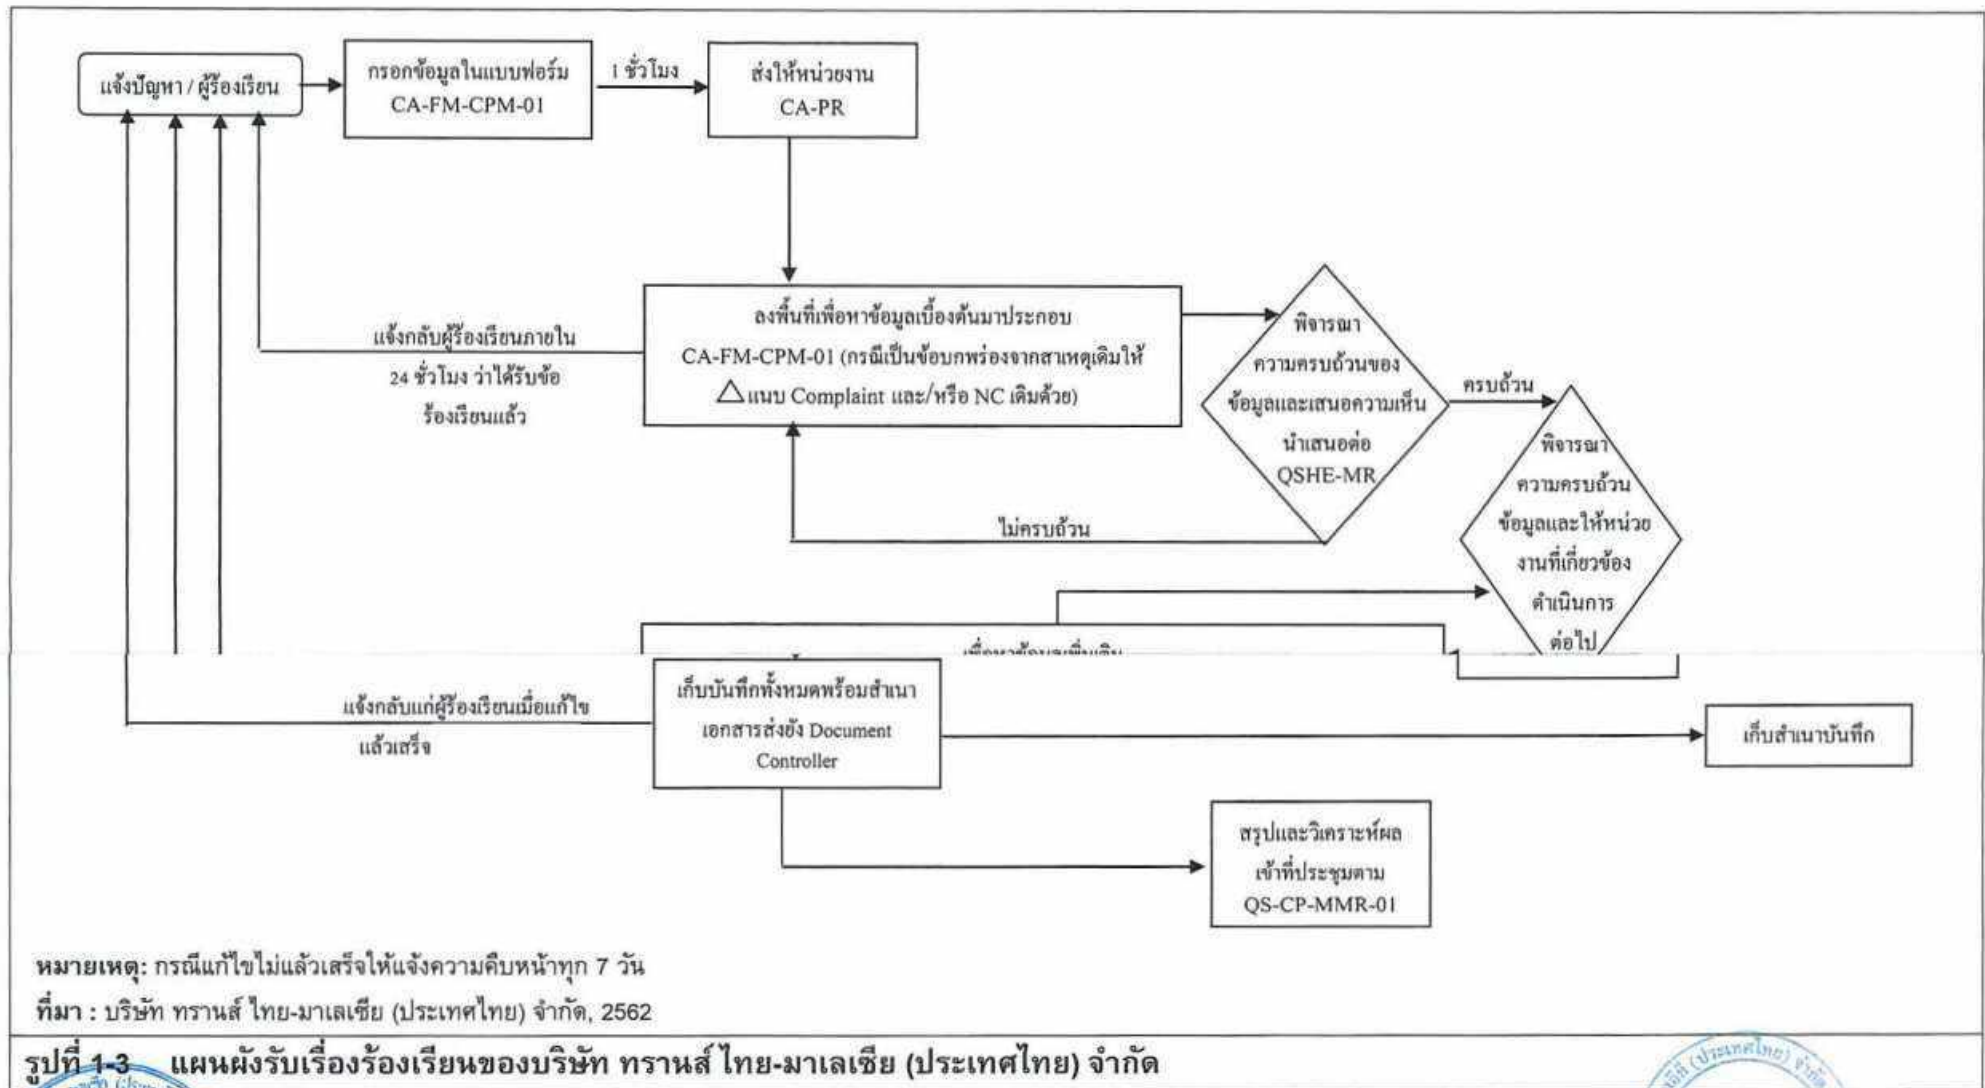 แจ้งปัญหา / ผู้ร้องเรียน
กรอกข้อมูลในแบบฟอร์ม
CA-FM-CPM-01
1 ชั่วโมง
ส่งให้หน่วยงาน
CA-PR
แจ้งกลับผู้ร้องเรียนภายใน
24 ชั่วโมง ว่าได้รับข้อ
ร้องเรียนแล้ว
ลงพื้นที่เพื่อหาข้อมูลเบื้องต้นมาประกอบ
CA-FM-CPM-01 (กรณีเป็นข้อบกพร่องจากสาเหตุเดิมให้
แนบ Complaint และ/หรือ NC เดิมด้วย)
พิจารณา
ความครบถ้วนของ
ข้อมูลและเสนอความเห็น
นำเสนอต่อ
QSHE-MR
ครบถ้วน
ไม่ครบถ้วน
พิจารณา
ความครบถ้วน
ข้อมูลและให้หน่วย
งานที่เกี่ยวข้อง
ดำเนินการ
ต่อไป
แจ้งกลับแก่ผู้ร้องเรียนเมื่อแก้ไข
แล้วเสร็จ
เก็บบันทึกทั้งหมดพร้อมสำเนา
เอกสารส่งยัง Document
Controller
เก็บสำเนาบันทึก
สรุปและวิเคราะห์ผล
เข้าที่ประชุมตาม
QS-CP-MMR-01
หมายเหตุ: กรณีแก้ไขไม่แล้วเสร็จให้แจ้งความคืบหน้าทุก 7 วัน
ที่มา : บริษัท ทรานส์ ไทย-มาเลเซีย (ประเทศไทย) จำกัด, 2562
รูปที่ 1-3 แผนผังรับเรื่องร้องเรียนของบริษัท ทรานส์ ไทย-มาเลเซีย (ประเทศไทย) จำกัด
(ประเทศไทย)